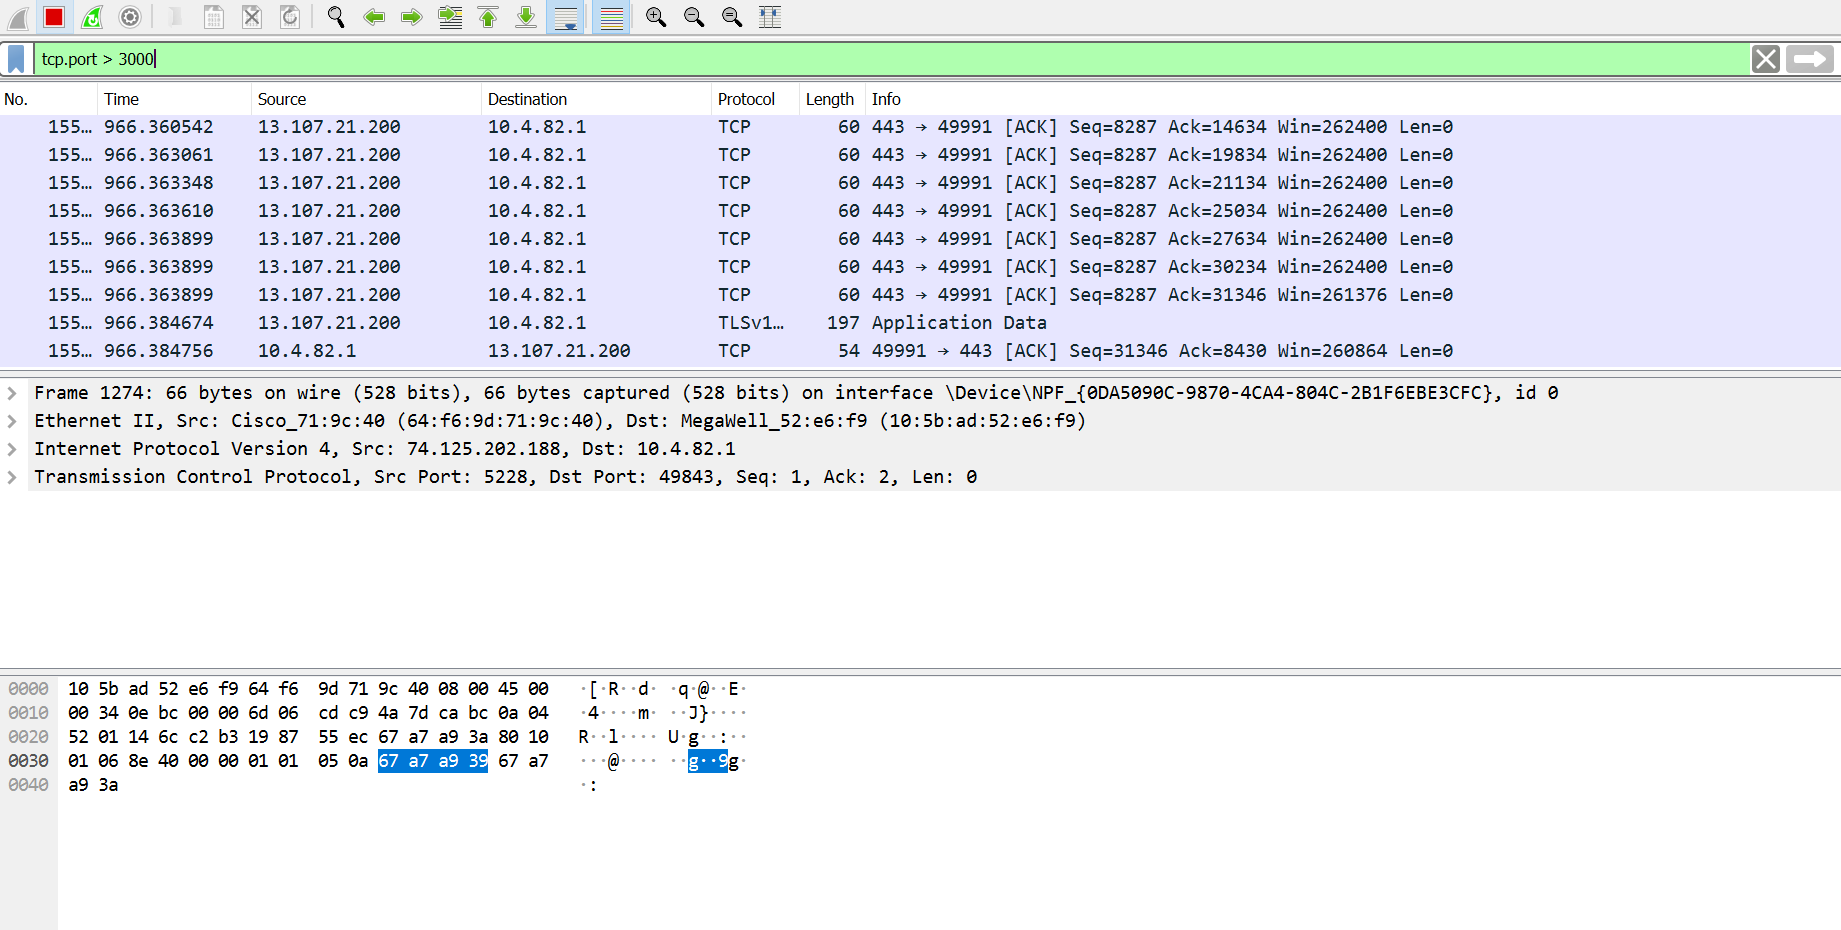 tcp.port > 3000
No. Time Source Destination Protocol Length Info
155… 966.360542 13.107.21.200 10.4.82.1 TCP 60 443 → 49991 [ACK] Seq=8287 Ack=14634 Win=262400 Len=0
155… 966.363061 13.107.21.200 10.4.82.1 TCP 60 443 → 49991 [ACK] Seq=8287 Ack=19834 Win=262400 Len=0
155… 966.363348 13.107.21.200 10.4.82.1 TCP 60 443 → 49991 [ACK] Seq=8287 Ack=21134 Win=262400 Len=0
155… 966.363610 13.107.21.200 10.4.82.1 TCP 60 443 → 49991 [ACK] Seq=8287 Ack=25034 Win=262400 Len=0
155… 966.363899 13.107.21.200 10.4.82.1 TCP 60 443 → 49991 [ACK] Seq=8287 Ack=27634 Win=262400 Len=0
155… 966.363899 13.107.21.200 10.4.82.1 TCP 60 443 → 49991 [ACK] Seq=8287 Ack=30234 Win=262400 Len=0
155… 966.363899 13.107.21.200 10.4.82.1 TCP 60 443 → 49991 [ACK] Seq=8287 Ack=31346 Win=261376 Len=0
155… 966.384674 13.107.21.200 10.4.82.1 TLSv1… 197 Application Data
155… 966.384756 10.4.82.1 13.107.21.200 TCP 54 49991 → 443 [ACK] Seq=31346 Ack=8430 Win=260864 Len=0
Frame 1274: 66 bytes on wire (528 bits), 66 bytes captured (528 bits) on interface \Device\NPF_{0DA5090C-9870-4CA4-804C-2B1F6EBE3CFC}, id 0
Ethernet II, Src: Cisco_71:9c:40 (64:f6:9d:71:9c:40), Dst: MegaWell_52:e6:f9 (10:5b:ad:52:e6:f9)
Internet Protocol Version 4, Src: 74.125.202.188, Dst: 10.4.82.1
Transmission Control Protocol, Src Port: 5228, Dst Port: 49843, Seq: 1, Ack: 2, Len: 0
0000 10 5b ad 52 e6 f9 64 f6 9d 71 9c 40 08 00 45 00 ·[·R··d· ·q·@··E·
0010 00 34 0e bc 00 00 6d 06 cd c9 4a 7d ca bc 0a 04 ·4····m· ··J}····
0020 52 01 14 6c c2 b3 19 87 55 ec 67 a7 a9 3a 80 10 R··l···· U·g··:··
0030 01 06 8e 40 00 00 01 01 05 0a 67 a7 a9 39 67 a7 ···@···· ··g··9g·
0040 a9 3a ·: